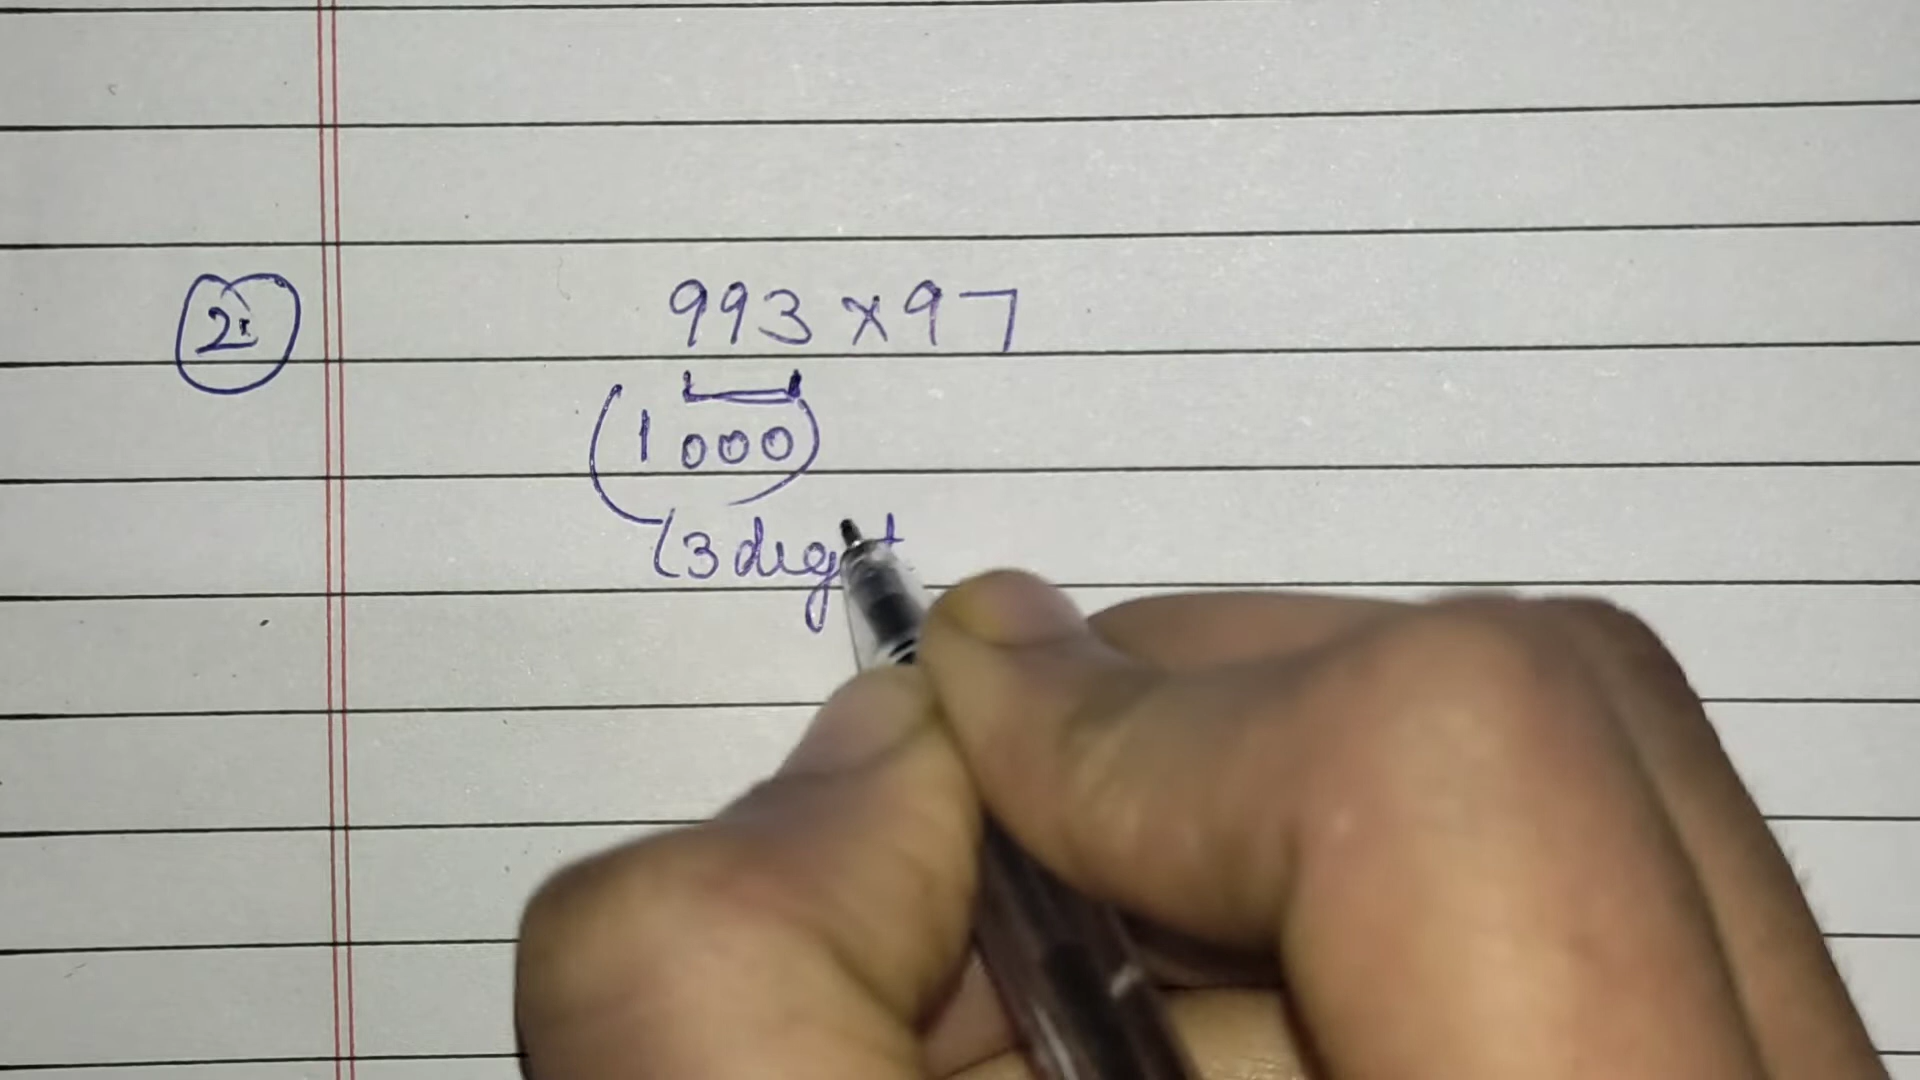 2. 993 × 97
(1000)
(3 digit